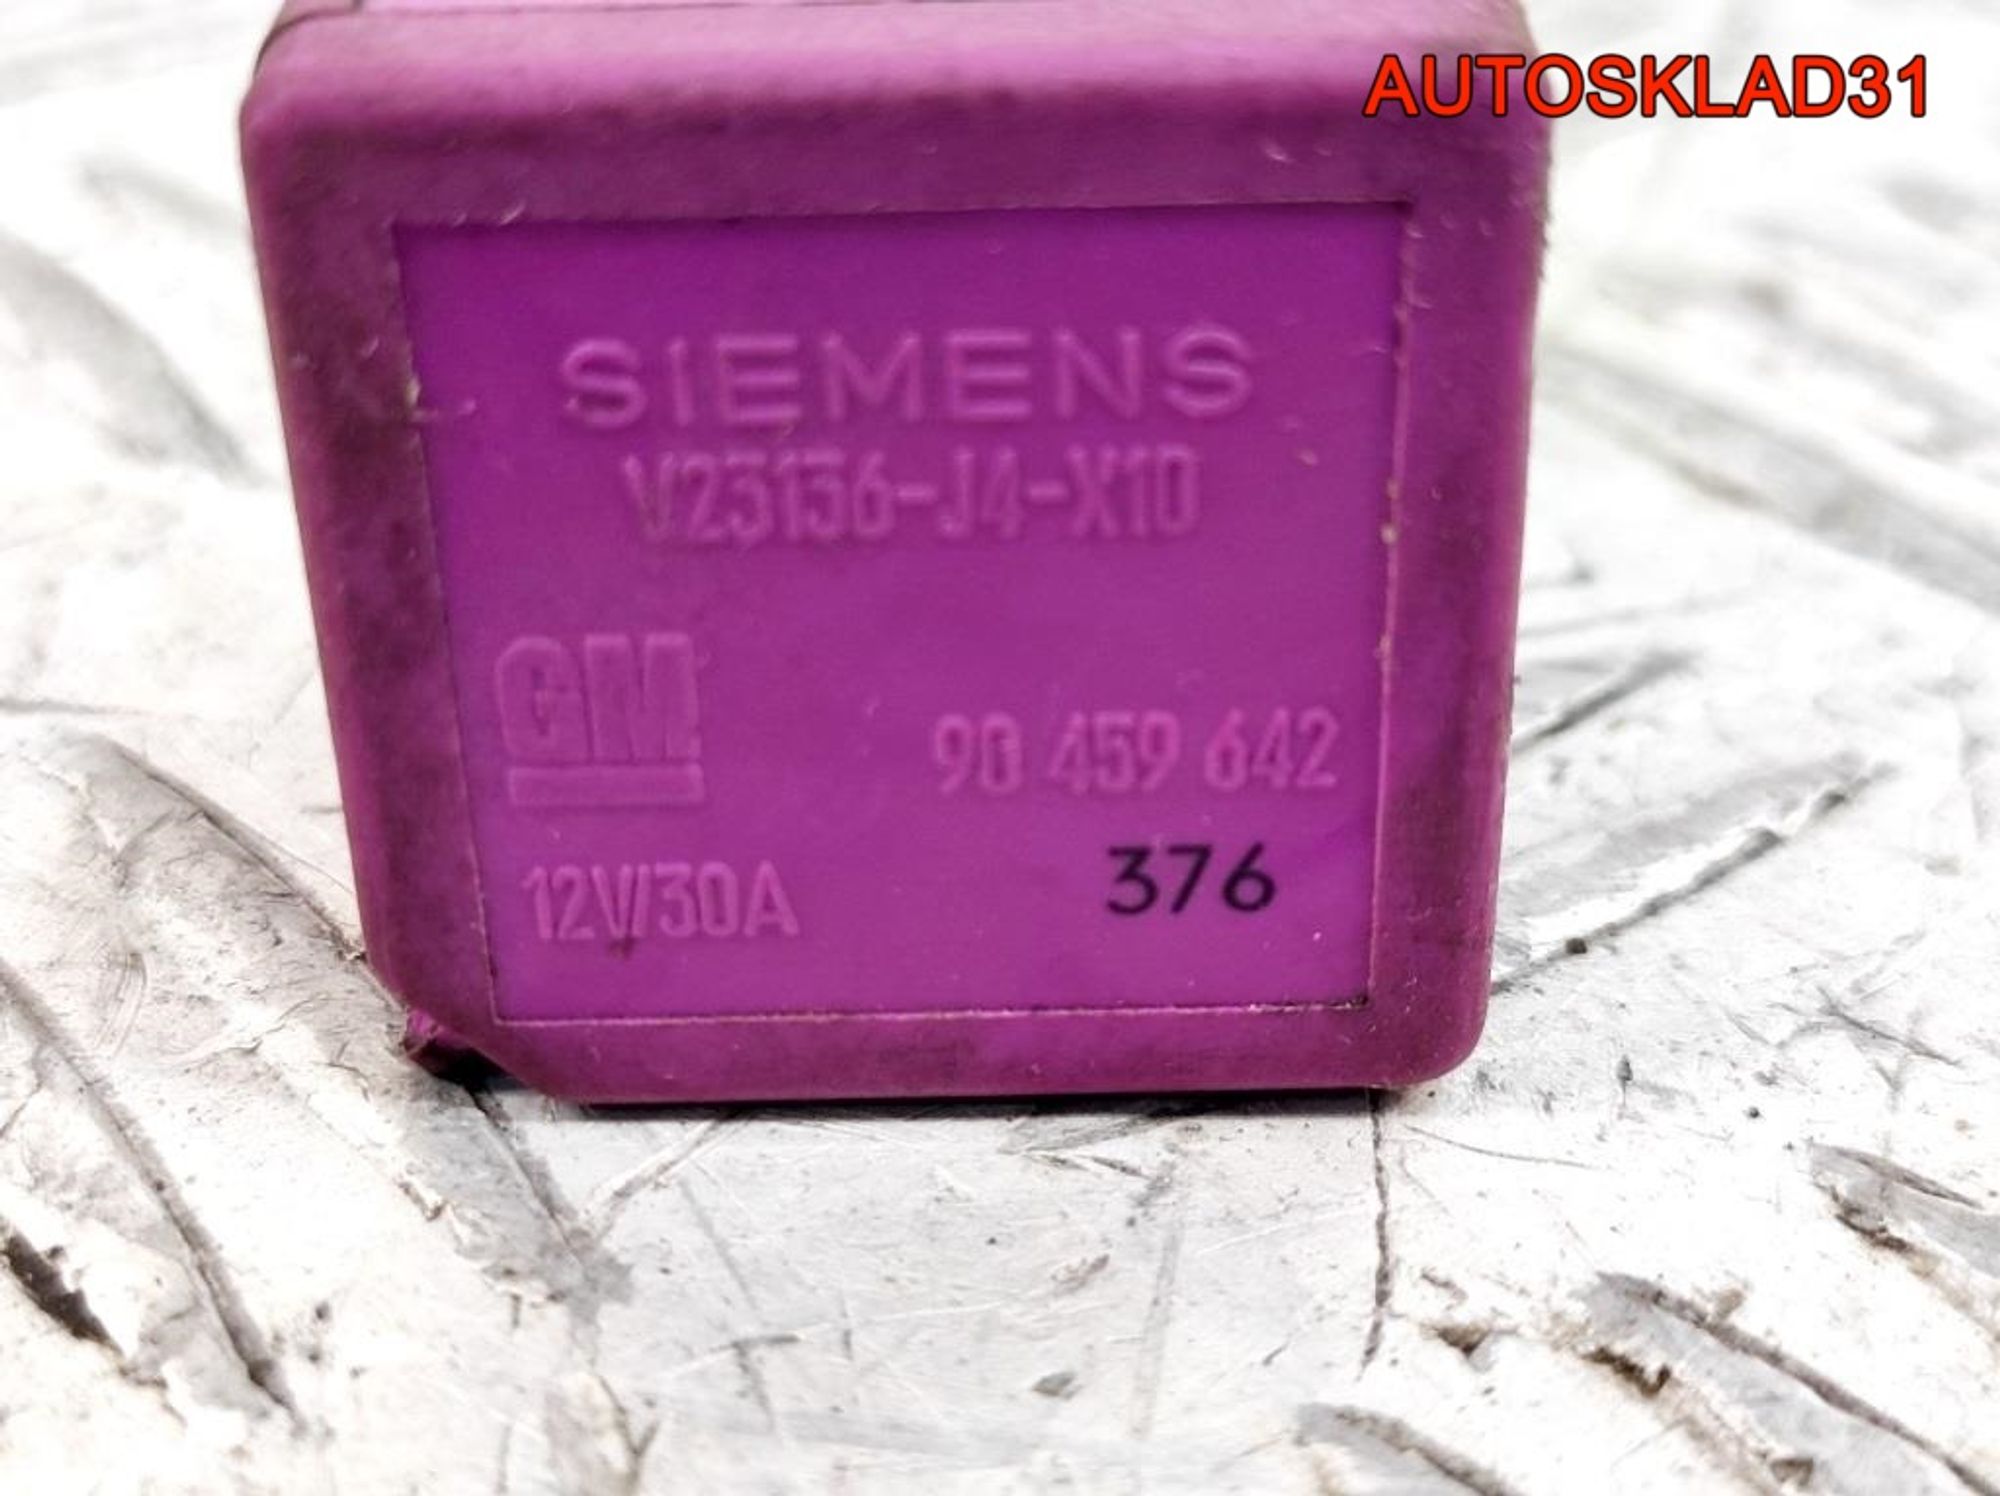 AUTOSKLAD31
SIEMENS
V23136-J4-X10
GM
90 459 642
12V/30A
376